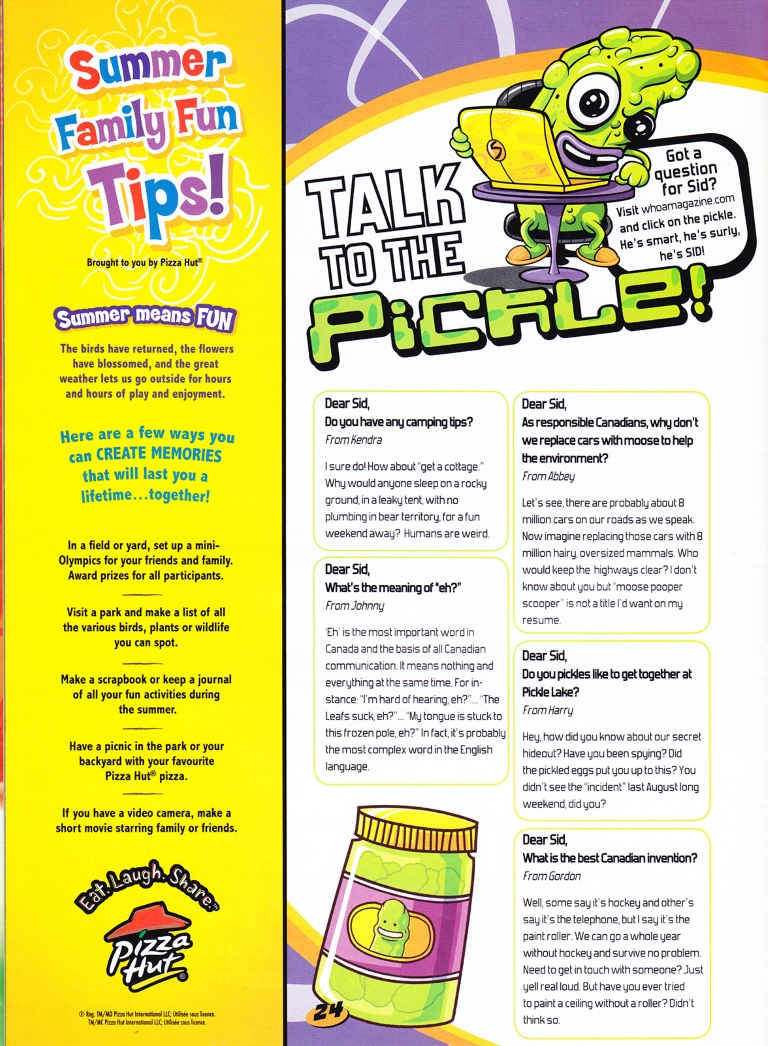 Summer
Family Fun
Tips!
Brought to you by Pizza Hut®
Summer means FUN
The birds have returned, the flowers
have blossomed, and the great
weather lets us go outside for hours
and hours of play and enjoyment.
Here are a few ways you
can CREATE MEMORIES
that will last you a
lifetime...together!
In a field or yard, set up a mini-
Olympics for your friends and family.
Award prizes for all participants.
Visit a park and make a list of all
the various birds, plants or wildlife
you can spot.
Make a scrapbook or keep a journal
of all your fun activities during
the summer.
Have a picnic in the park or your
backyard with your favourite
Pizza Hut® pizza.
If you have a video camera, make a
short movie starring family or friends.
Eat. Laugh. Share.™
Pizza
Hut®
® Reg. TM/MD Pizza Hut International LLC; Utilisée sous licence.
TM/MC Pizza Hut International LLC; Utilisée sous licence.
TALK
TO THE
PiCKLE!
Got a
question
for Sid?
Visit whoamagazine.com
and click on the pickle.
He's smart, he's surly,
he's SID!
Dear Sid,
Do you have any camping tips?
From Kendra
I sure do! How about "get a cottage."
Why would anyone sleep on a rocky
ground, in a leaky tent, with no
plumbing in bear territory, for a fun
weekend away? Humans are weird.
Dear Sid,
What's the meaning of "eh?"
From Johnny
'Eh' is the most important word in
Canada and the basis of all Canadian
communication. It means nothing and
everything at the same time. For in-
stance: "I'm hard of hearing, eh?"... "The
Leafs suck, eh?"... "My tongue is stuck to
this frozen pole, eh?" In fact, it's probably
the most complex word in the English
language.
Dear Sid,
As responsible Canadians, why don't
we replace cars with moose to help
the environment?
From Abbey
Let's see, there are probably about 8
million cars on our roads as we speak.
Now imagine replacing those cars with 8
million hairy, oversized mammals. Who
would keep the highways clear? I don't
know about you but "moose pooper
scooper" is not a title I'd want on my
resume.
Dear Sid,
Do you pickles like to get together at
Pickle Lake?
From Harry
Hey, how did you know about our secret
hideout? Have you been spying? Did
the pickled eggs put you up to this? You
didn't see the "incident" last August long
weekend, did you?
Dear Sid,
What is the best Canadian invention?
From Gordon
Well, some say it's hockey and other's
say it's the telephone, but I say it's the
paint roller. We can go a whole year
without hockey and survive no problem.
Need to get in touch with someone? Just
yell real loud. But have you ever tried
to paint a ceiling without a roller? Didn't
think so.
24